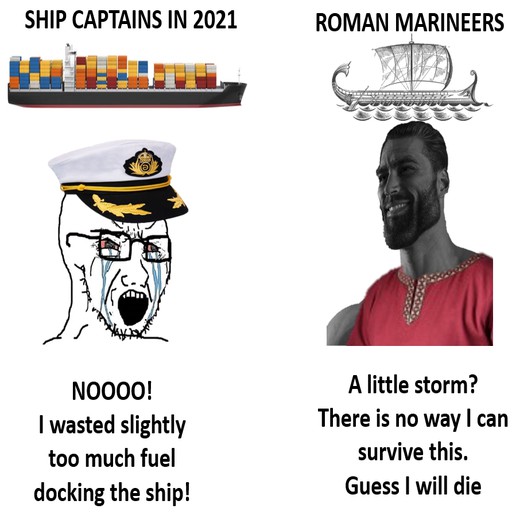 SHIP CAPTAINS IN 2021
ROMAN MARINEERS
NOOOO!
I wasted slightly
too much fuel
docking the ship!
A little storm?
There is no way I can
survive this.
Guess I will die